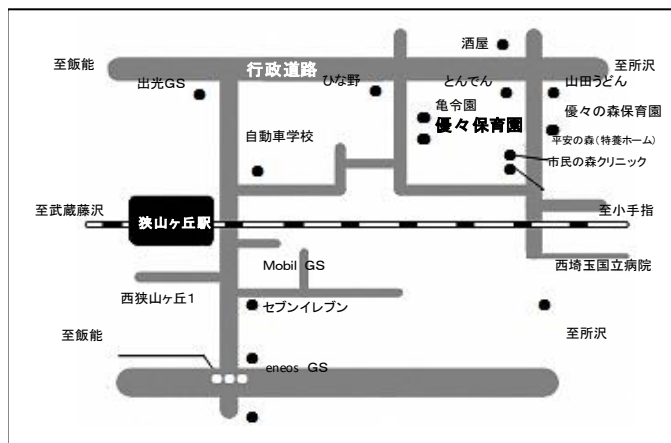 酒屋
至飯能
行政道路
至所沢
出光GS
ひな野
とんでん
山田うどん
亀令園
優々の森保育園
優々保育園
自動車学校
平安の森(特養ホーム)
市民の森クリニック
至武蔵藤沢
狭山ヶ丘駅
至小手指
Mobil GS
西埼玉国立病院
西狭山ヶ丘1
セブンイレブン
至飯能
至所沢
eneos GS